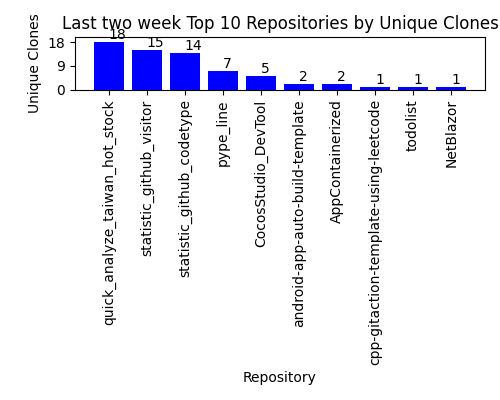 Last two week Top 10 Repositories by Unique Clones
Unique Clones
18
9
0
18
15
14
7
5
2
2
1
1
1
quick_analyze_taiwan_hot_stock
statistic_github_visitor
statistic_github_codetype
pype_line
CocosStudio_DevTool
android-app-auto-build-template
AppContainerized
cpp-gitaction-template-using-leetcode
todolist
NetBlazor
Repository